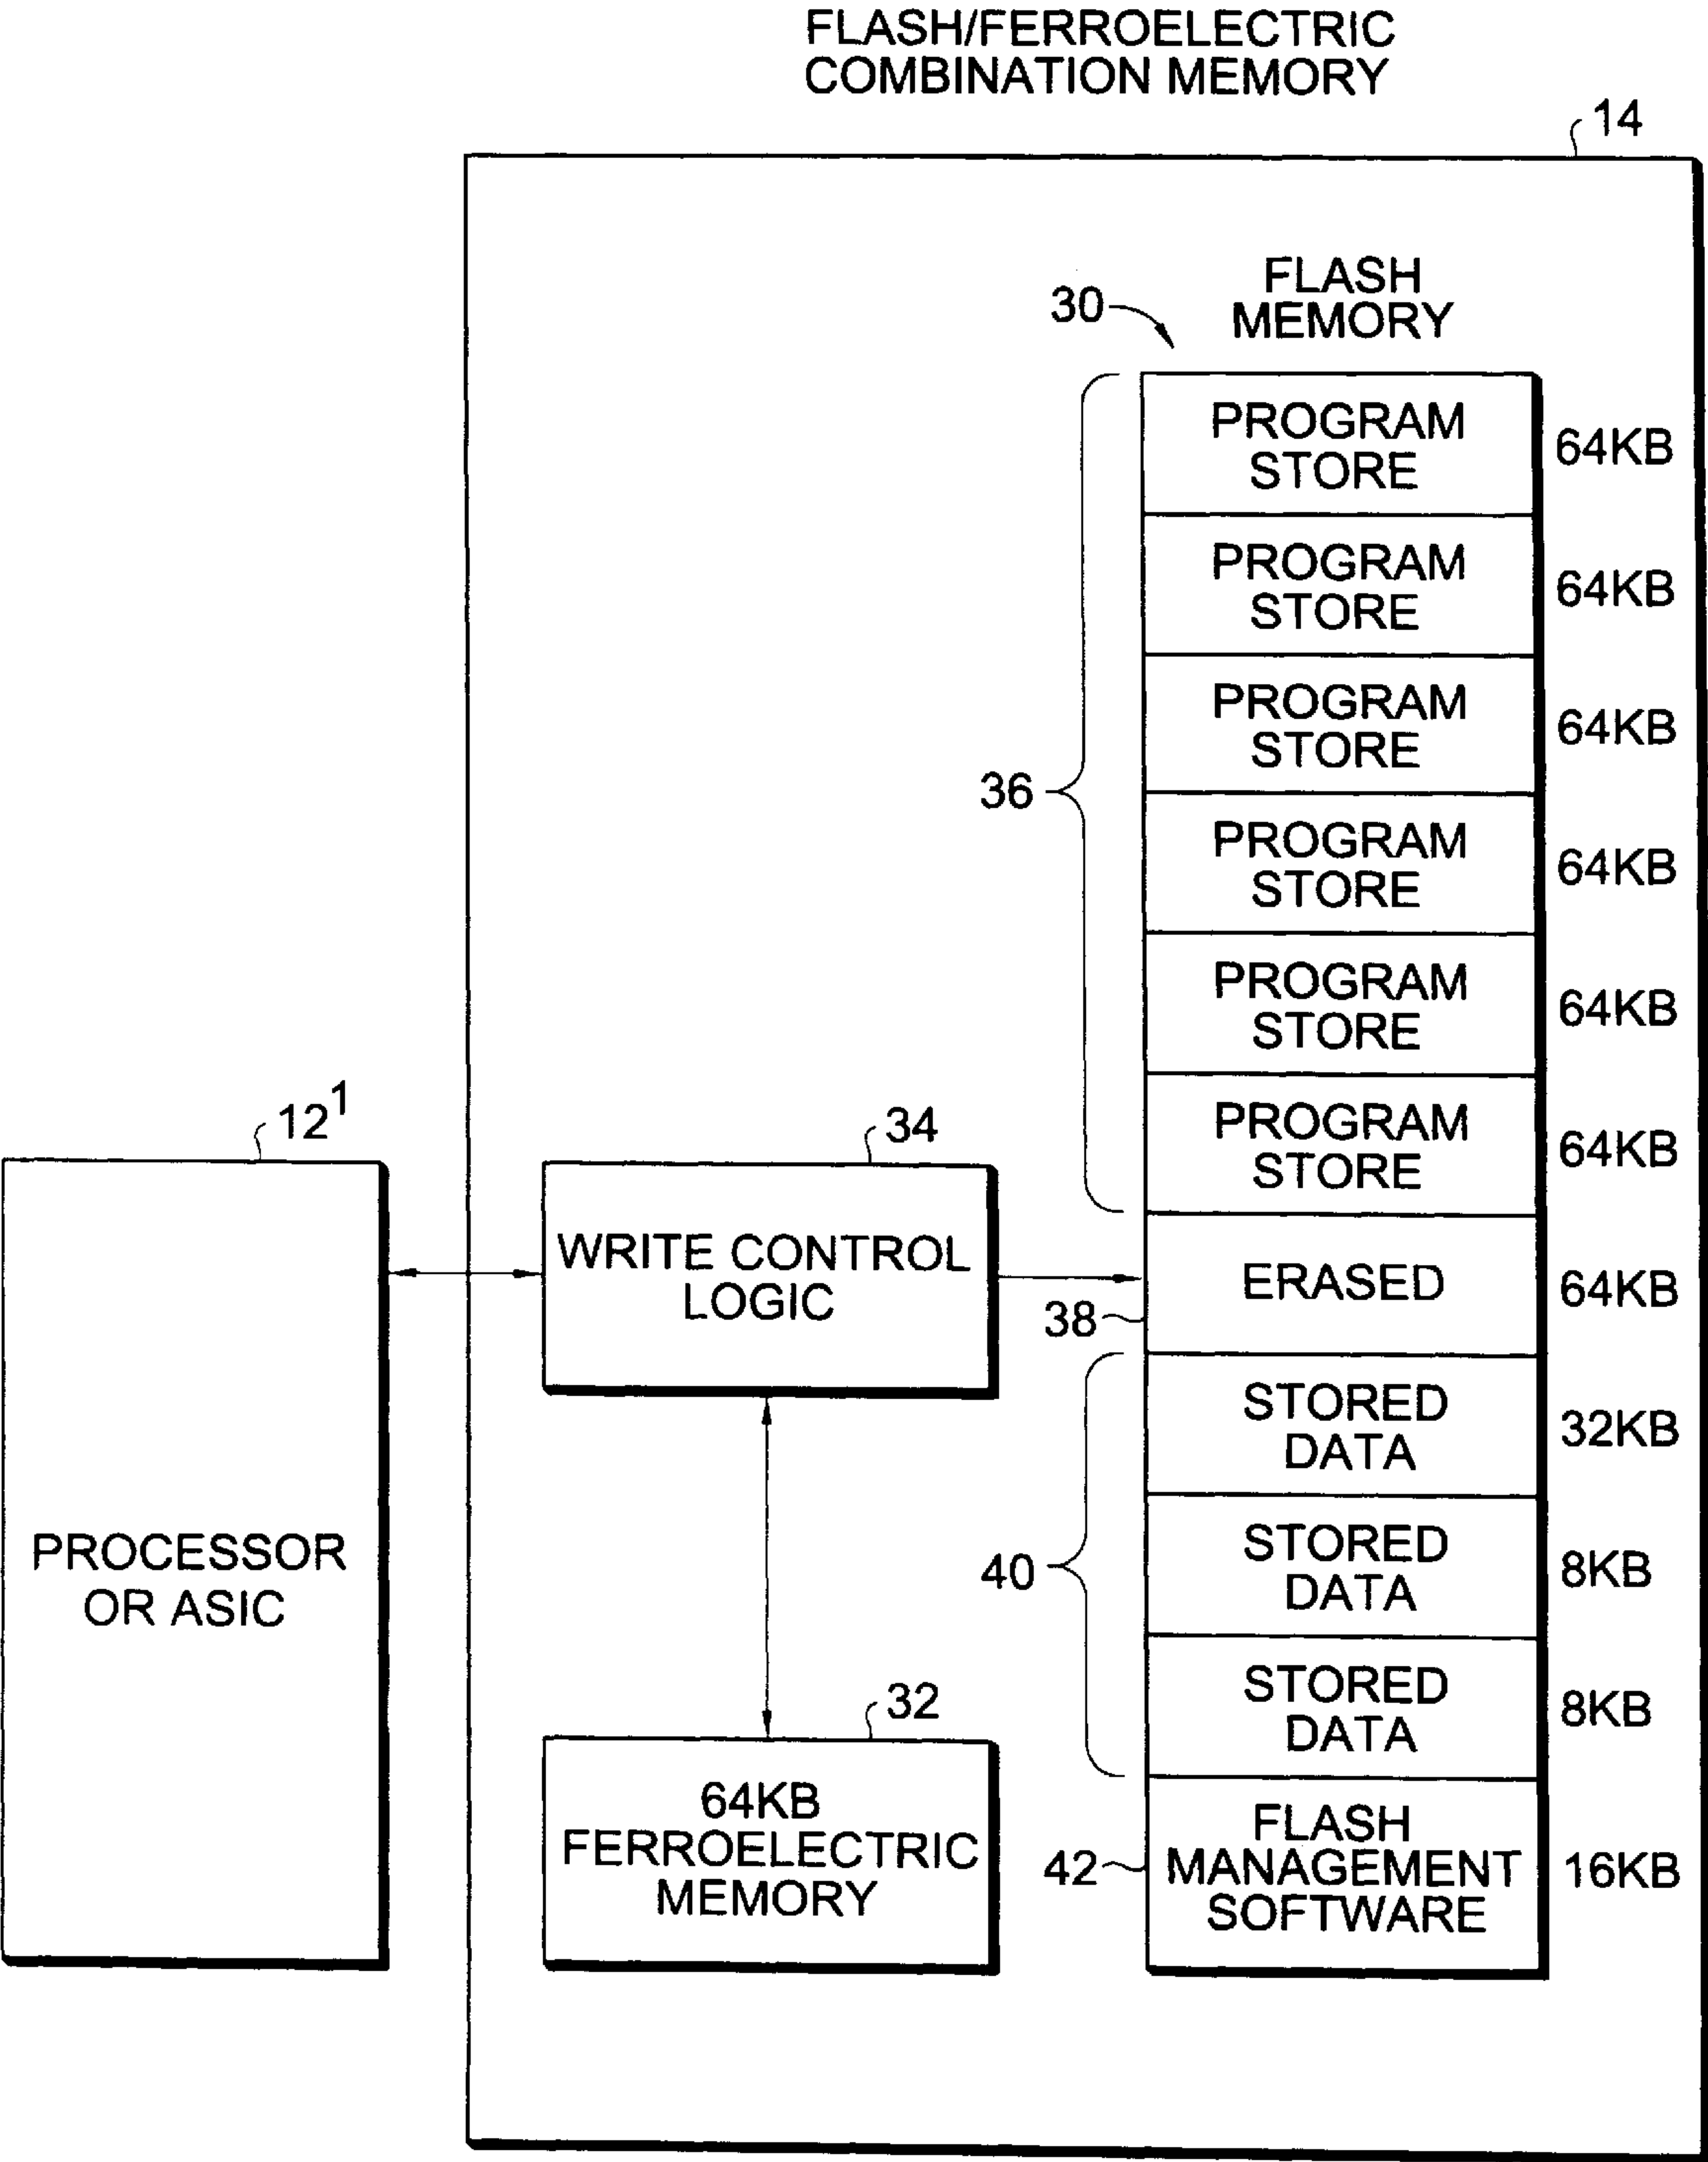 FLASH/FERROELECTRIC
COMBINATION MEMORY
14
FLASH
MEMORY
30
PROGRAM
STORE
64KB
PROGRAM
STORE
64KB
PROGRAM
STORE
64KB
36
PROGRAM
STORE
64KB
PROGRAM
STORE
64KB
PROGRAM
STORE
64KB
12¹
34
WRITE CONTROL
LOGIC
ERASED
64KB
38
STORED
DATA
32KB
PROCESSOR
OR ASIC
40
STORED
DATA
8KB
STORED
DATA
8KB
32
64KB
FERROELECTRIC
MEMORY
42
FLASH
MANAGEMENT
SOFTWARE
16KB